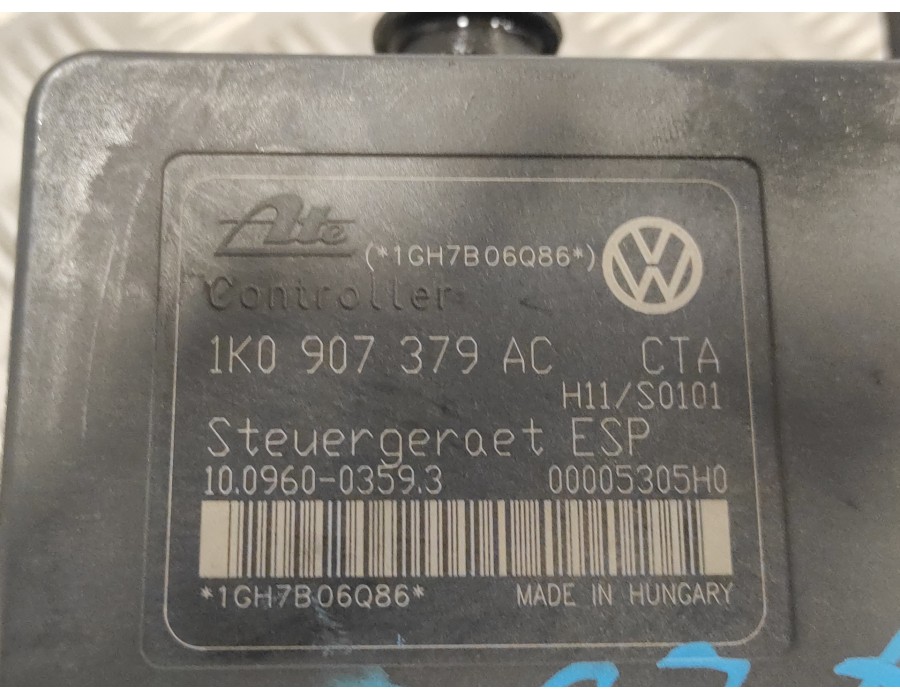 Ate
(*1GH7B06Q86*)
VW
Controller
1K0 907 379 AC CTA
H11/S0101
Steuergeraet ESP
10.0960-0359.3 00005305H0
*1GH7B06Q86* MADE IN HUNGARY